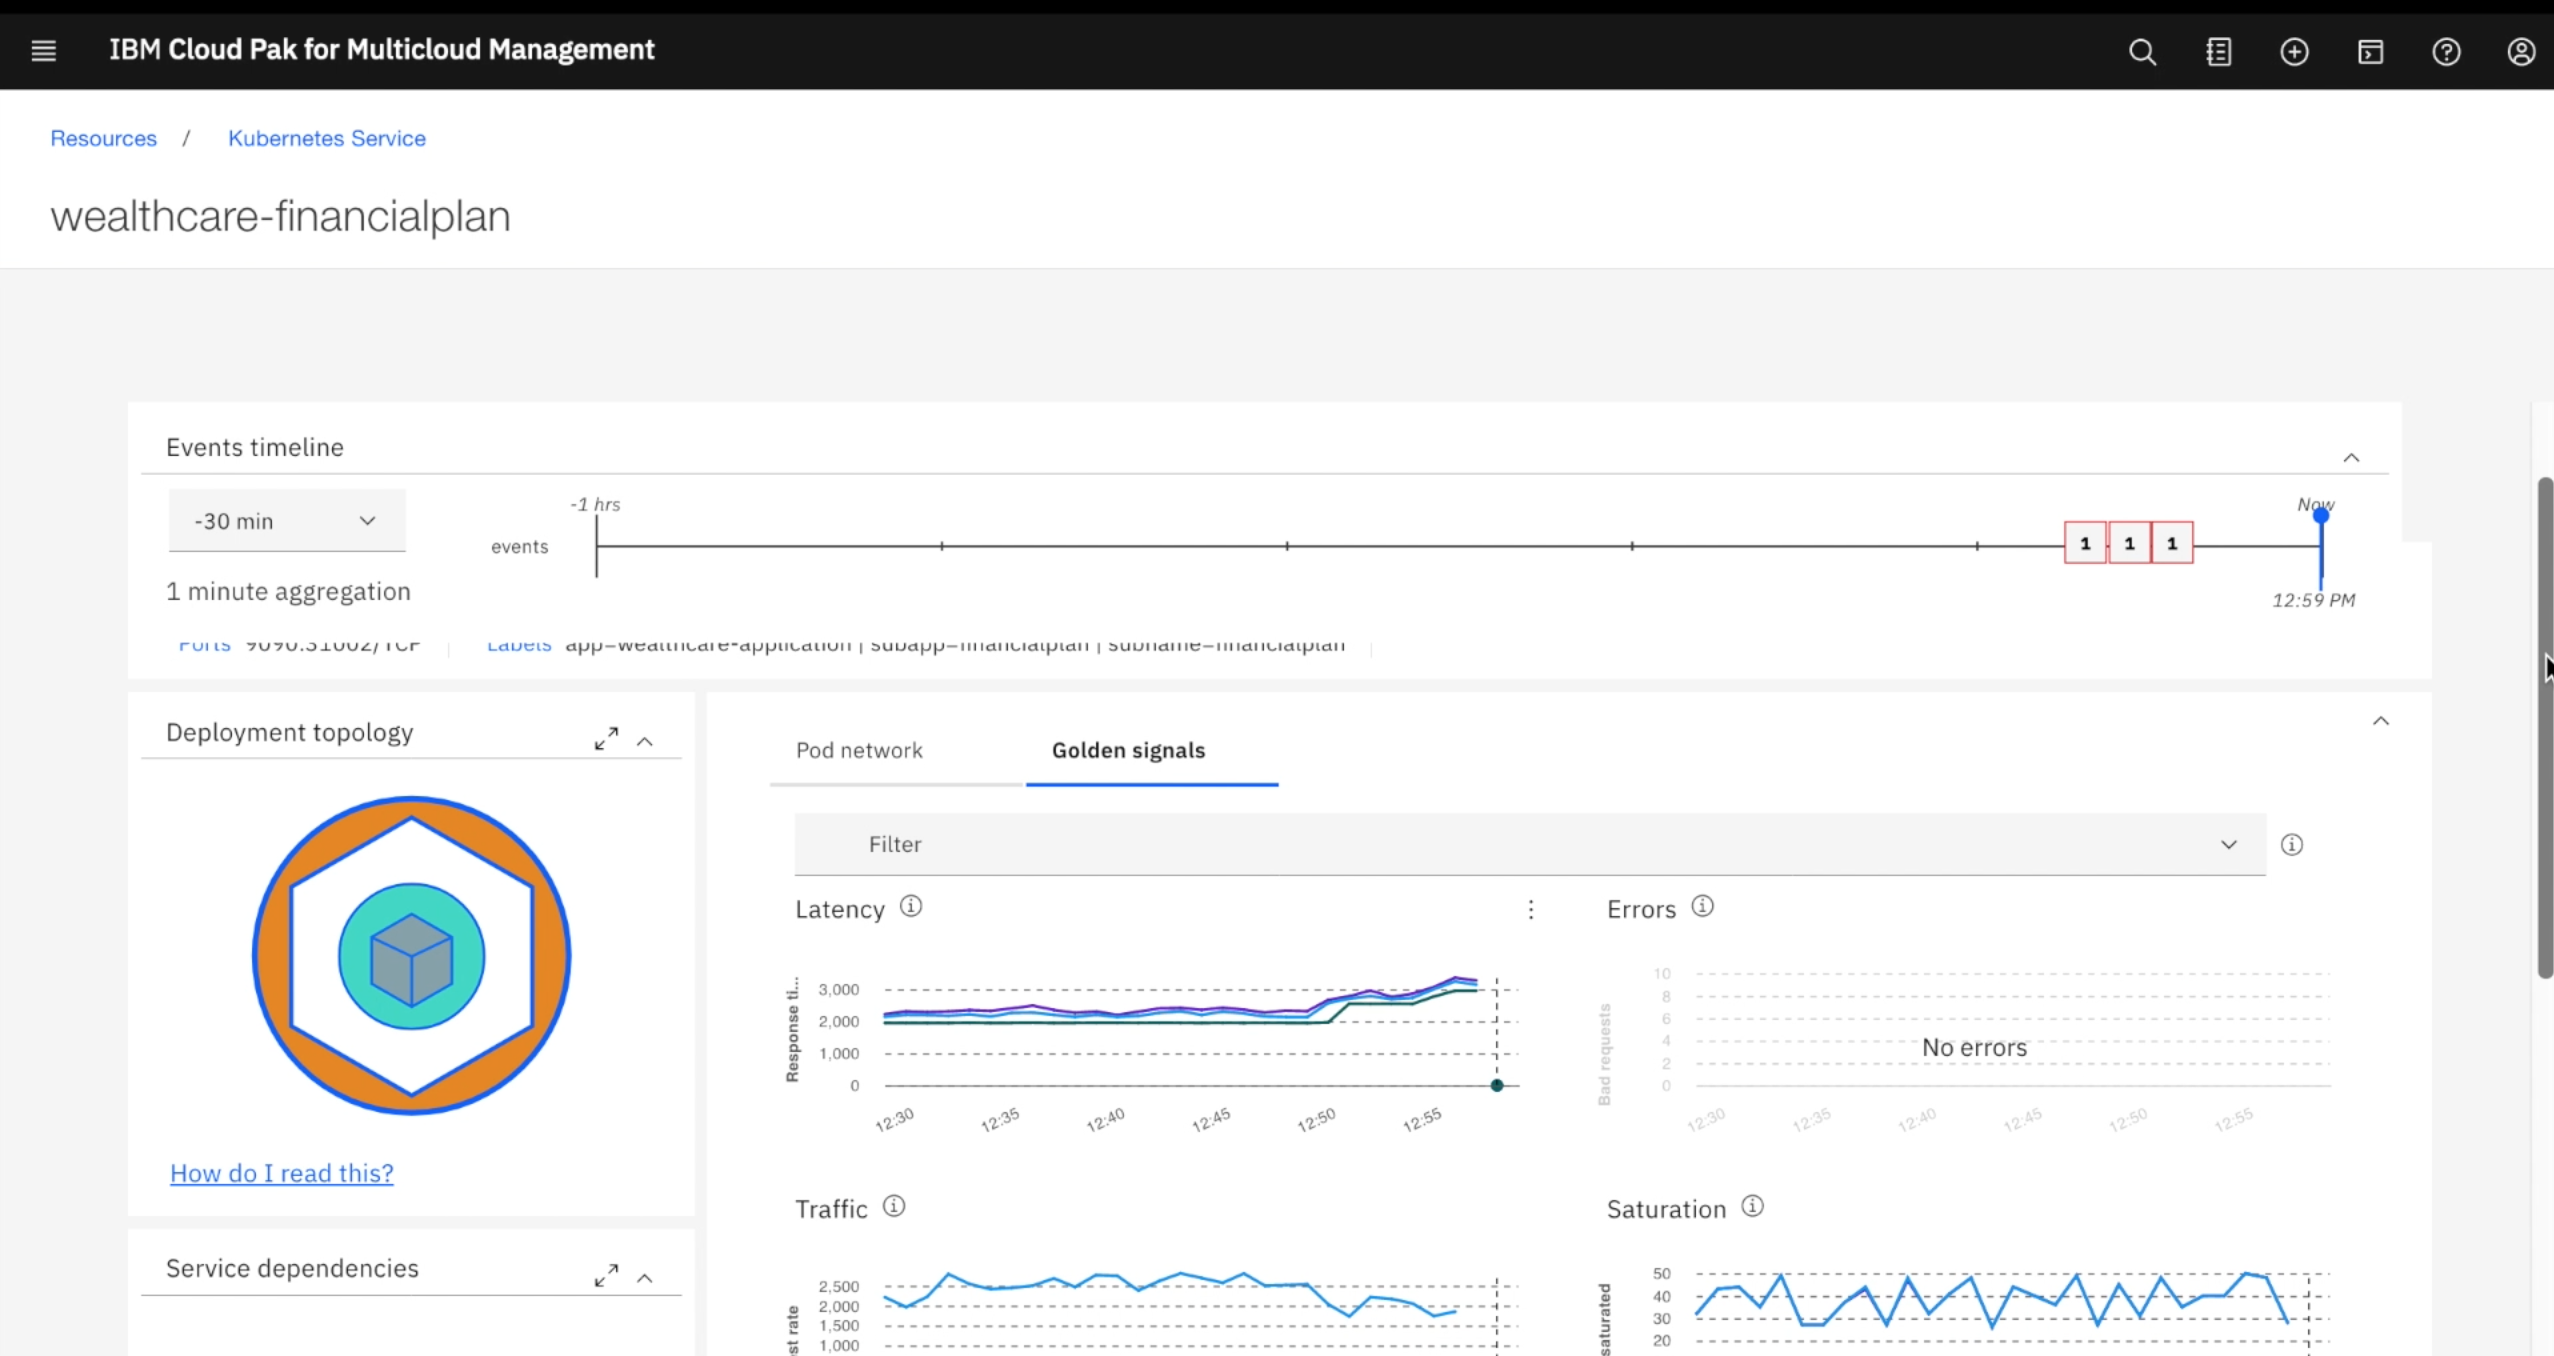 IBM Cloud Pak for Multicloud Management
Resources / Kubernetes Service
wealthcare-financialplan
Events timeline
-30 min
1 minute aggregation
-1 hrs
Now
events
1 1 1
12:59 PM
Ports 9090:31002/TCP
Labels app=wealthcare-application | subapp=financialplan | subname=financialplan
Deployment topology
How do I read this?
Service dependencies
Pod network
Golden signals
Filter
Latency
Response ti...
3,000
2,000
1,000
0
12:30 12:35 12:40 12:45 12:50 12:55
Errors
Bad requests
10
8
6
4
2
0
No errors
12:30 12:35 12:40 12:45 12:50 12:55
Traffic
st rate
2,500
2,000
1,500
1,000
Saturation
saturated
50
40
30
20